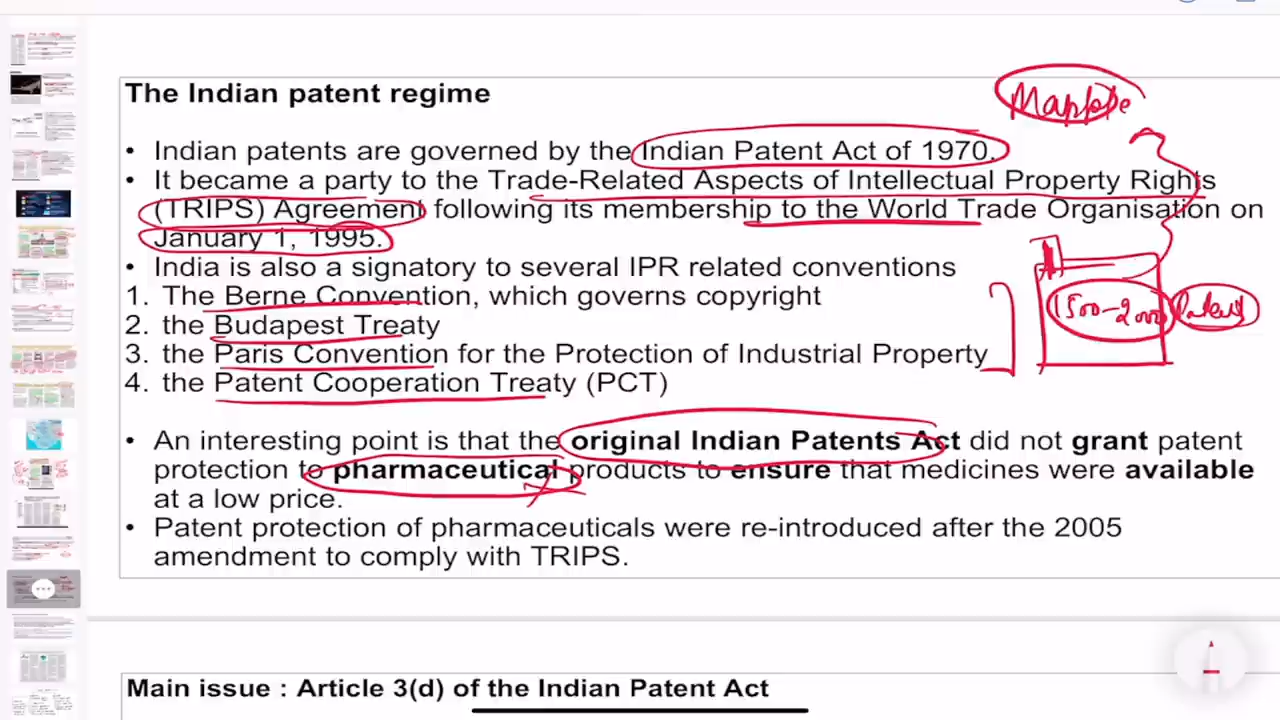 The Indian patent regime
Mappls
• Indian patents are governed by the Indian Patent Act of 1970.
• It became a party to the Trade-Related Aspects of Intellectual Property Rights
(TRIPS) Agreement following its membership to the World Trade Organisation on
January 1, 1995.
• India is also a signatory to several IPR related conventions
1. The Berne Convention, which governs copyright
1500-2000 Patents
2. the Budapest Treaty
3. the Paris Convention for the Protection of Industrial Property
4. the Patent Cooperation Treaty (PCT)
• An interesting point is that the original Indian Patents Act did not grant patent
protection to pharmaceutical products to ensure that medicines were available
at a low price.
• Patent protection of pharmaceuticals were re-introduced after the 2005
amendment to comply with TRIPS.
Main issue : Article 3(d) of the Indian Patent Act